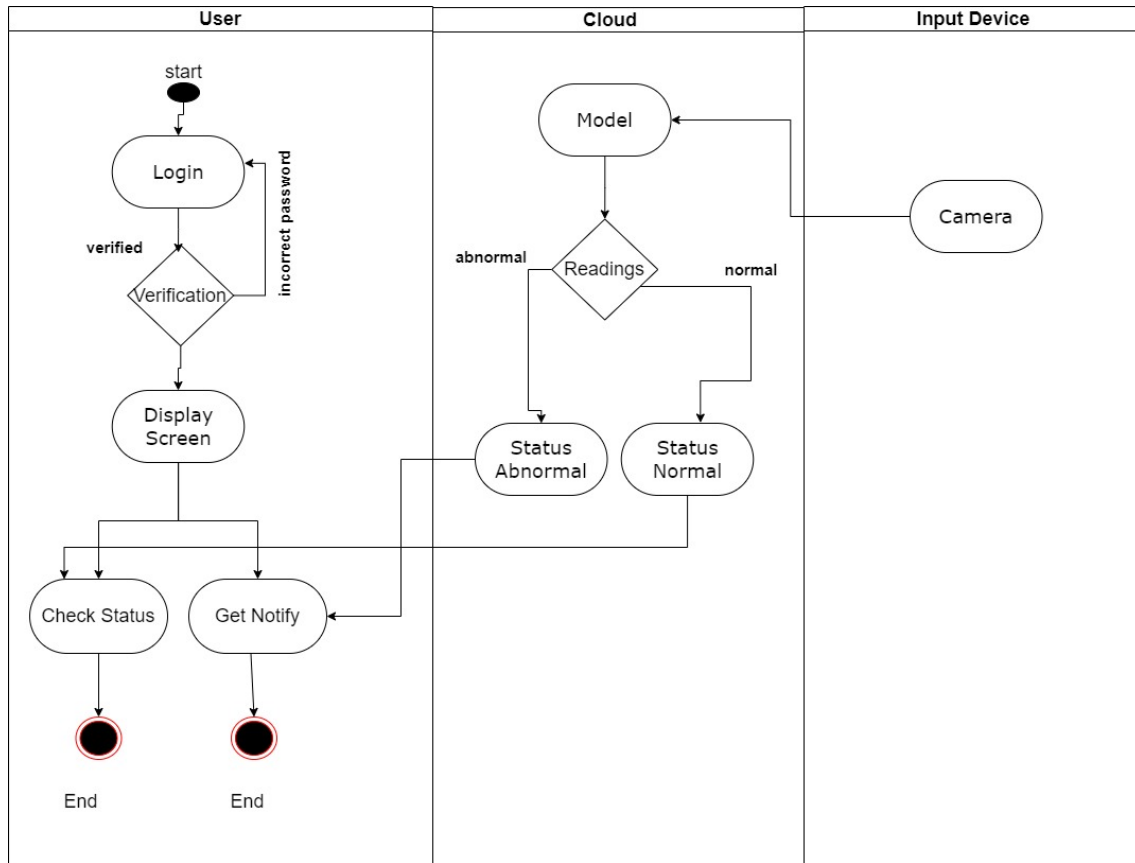 User
Cloud
Input Device
start
Login
incorrect password
verified
Verification
Display
Screen
Check Status
Get Notify
End
End
Model
Readings
abnormal
normal
Status
Abnormal
Status
Normal
Camera